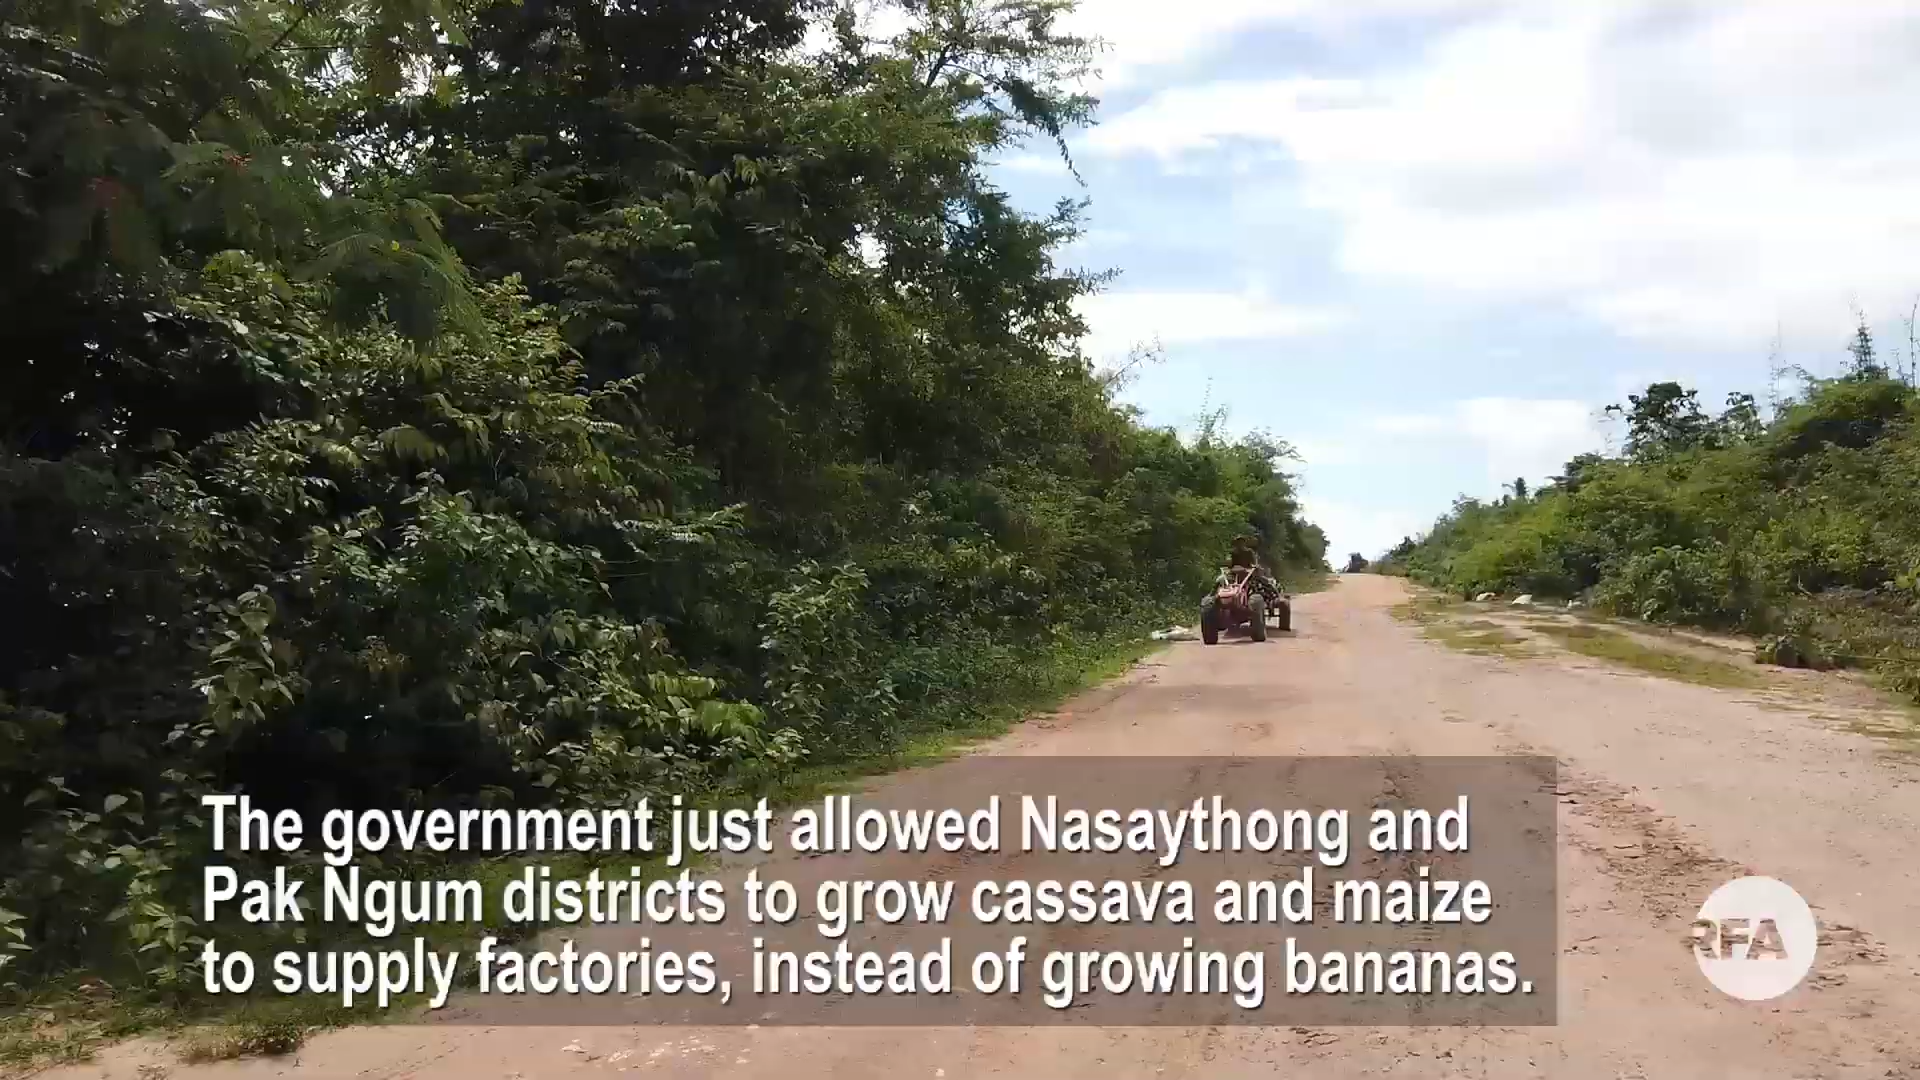 The government just allowed Nasaythong and
Pak Ngum districts to grow cassava and maize
to supply factories, instead of growing bananas.
RFA